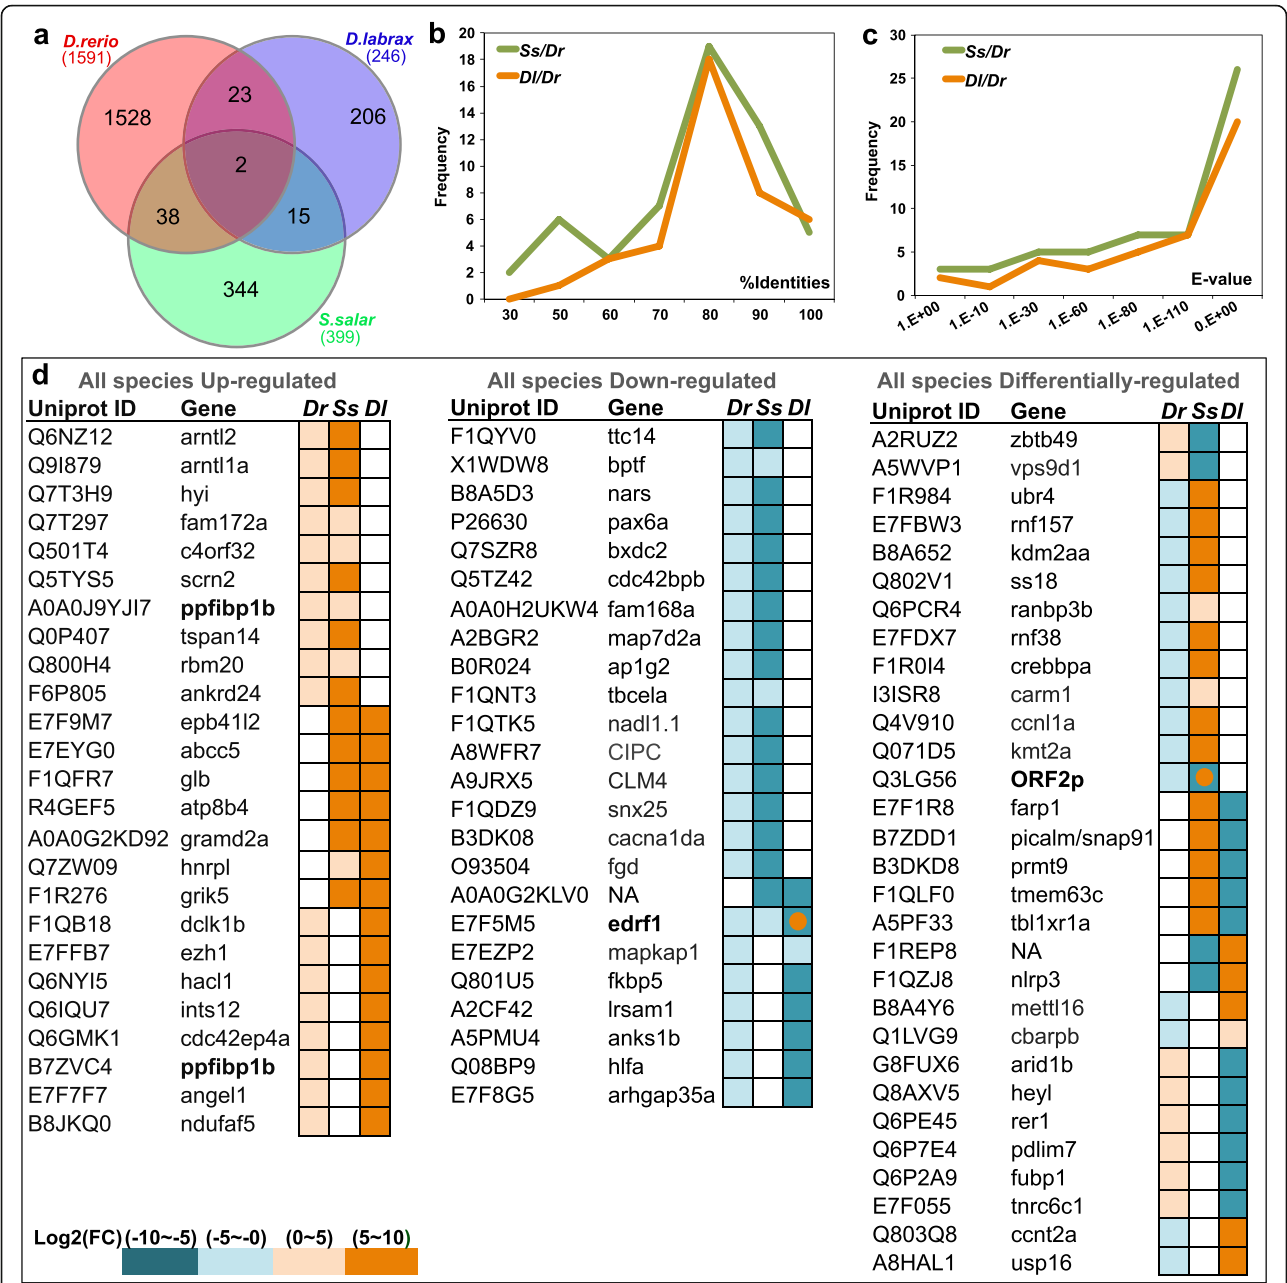 a
D.rerio
(1591)
D.labrax
(246)
1528
23
206
2
38
15
344
S.salar
(399)
b
20
18
16
14
12
10
8
6
4
2
0
Frequency
Ss/Dr
Dl/Dr
%Identities
30 50 60 70 80 90 100
c
30
25
20
15
10
5
0
Frequency
Ss/Dr
Dl/Dr
E-value
1.E+00 1.E-10 1.E-30 1.E-60 1.E-80 1.E-110 0.E+00
d
All species Up-regulated
Uniprot ID Gene Dr Ss Dl
Q6NZ12 arntl2
Q9I879 arntl1a
Q7T3H9 hyi
Q7T297 fam172a
Q501T4 c4orf32
Q5TYS5 scrn2
A0A0J9YJI7 ppfibp1b
Q0P407 tspan14
Q800H4 rbm20
F6P805 ankrd24
E7F9M7 epb41l2
E7EYG0 abcc5
F1QFR7 glb
R4GEF5 atp8b4
A0A0G2KD92 gramd2a
Q7ZW09 hnrpl
F1R276 grik5
F1QB18 dclk1b
E7FFB7 ezh1
Q6NYI5 hacl1
Q6IQU7 ints12
Q6GMK1 cdc42ep4a
B7ZVC4 ppfibp1b
E7F7F7 angel1
B8JKQ0 ndufaf5
All species Down-regulated
Uniprot ID Gene Dr Ss Dl
F1QYV0 ttc14
X1WDW8 bptf
B8A5D3 nars
P26630 pax6a
Q7SZR8 bxdc2
Q5TZ42 cdc42bpb
A0A0H2UKW4 fam168a
A2BGR2 map7d2a
B0R024 ap1g2
F1QNT3 tbcela
F1QTK5 nadl1.1
A8WFR7 CIPC
A9JRX5 CLM4
F1QDZ9 snx25
B3DK08 cacna1da
O93504 fgd
A0A0G2KLV0 NA
E7F5M5 edrf1
E7EZP2 mapkap1
Q801U5 fkbp5
A2CF42 lrsam1
A5PMU4 anks1b
Q08BP9 hlfa
E7F8G5 arhgap35a
All species Differentially-regulated
Uniprot ID Gene Dr Ss Dl
A2RUZ2 zbtb49
A5WVP1 vps9d1
F1R984 ubr4
E7FBW3 rnf157
B8A652 kdm2aa
Q802V1 ss18
Q6PCR4 ranbp3b
E7FDX7 rnf38
F1R0I4 crebbpa
I3ISR8 carm1
Q4V910 ccnl1a
Q071D5 kmt2a
Q3LG56 ORF2p
E7F1R8 farp1
B7ZDD1 picalm/snap91
B3DKD8 prmt9
F1QLF0 tmem63c
A5PF33 tbl1xr1a
F1REP8 NA
F1QZJ8 nlrp3
B8A4Y6 mettl16
Q1LVG9 cbarpb
G8FUX6 arid1b
Q8AXV5 heyl
Q6PE45 rer1
Q6P7E4 pdlim7
Q6P2A9 fubp1
E7F055 tnrc6c1
Q803Q8 ccnt2a
A8HAL1 usp16
Log2(FC) (-10~-5) (-5~-0) (0~5) (5~10)